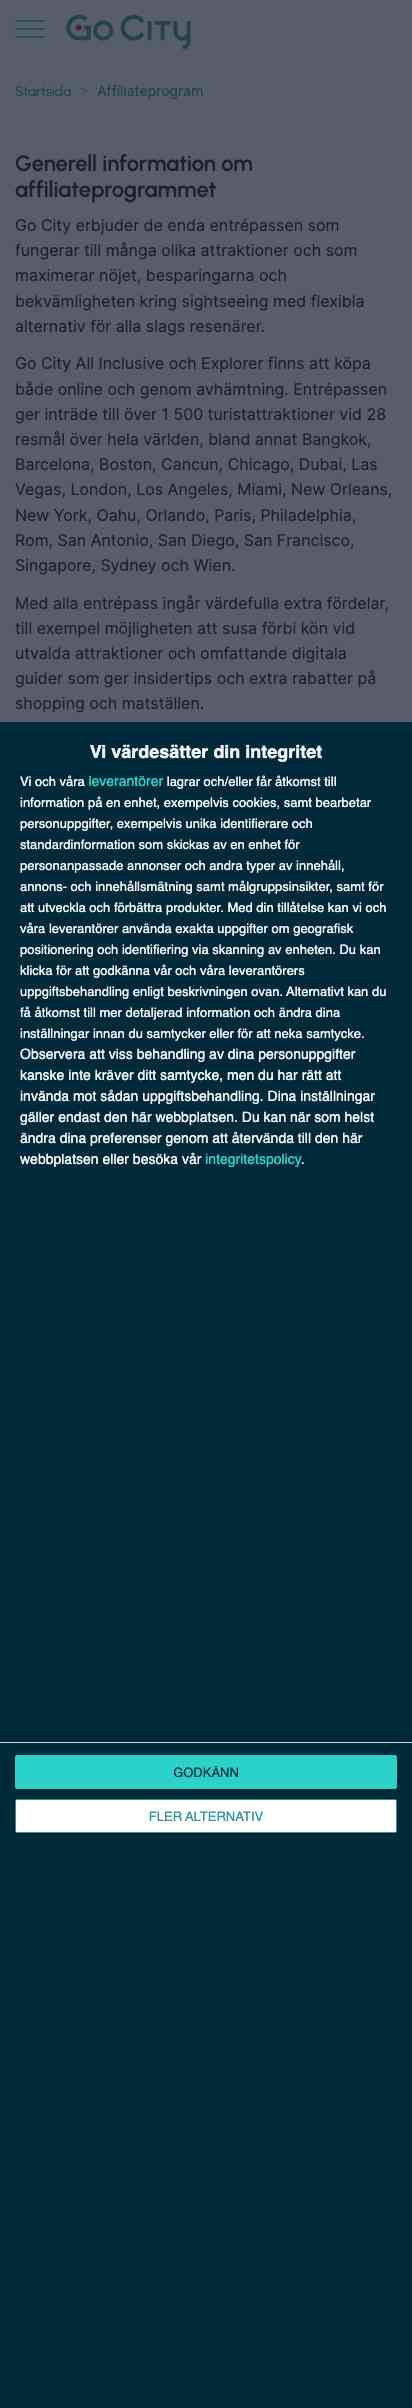 Go City
Startsida > Affiliateprogram
Generell information om
affiliateprogrammet
Go City erbjuder de enda entrépassen som
fungerar till många olika attraktioner och som
maximerar nöjet, besparingarna och
bekvämligheten kring sightseeing med flexibla
alternativ för alla slags resenärer.
Go City All Inclusive och Explorer finns att köpa
både online och genom avhämtning. Entrépassen
ger inträde till över 1 500 turistattraktioner vid 28
resmål över hela världen, bland annat Bangkok,
Barcelona, Boston, Cancun, Chicago, Dubai, Las
Vegas, London, Los Angeles, Miami, New Orleans,
New York, Oahu, Orlando, Paris, Philadelphia,
Rom, San Antonio, San Diego, San Francisco,
Singapore, Sydney och Wien.
Med alla entrépass ingår värdefulla extra fördelar,
till exempel möjligheten att susa förbi kön vid
utvalda attraktioner och omfattande digitala
guider som ger insidertips och extra rabatter på
shopping och matställen.
Vi värdesätter din integritet
Vi och våra leverantörer lagrar och/eller får åtkomst till
information på en enhet, exempelvis cookies, samt bearbetar
personuppgifter, exempelvis unika identifierare och
standardinformation som skickas av en enhet för
personanpassade annonser och andra typer av innehåll,
annons- och innehållsmätning samt målgruppsinsikter, samt för
att utveckla och förbättra produkter. Med din tillåtelse kan vi och
våra leverantörer använda exakta uppgifter om geografisk
positionering och identifiering via skanning av enheten. Du kan
klicka för att godkänna vår och våra leverantörers
uppgiftsbehandling enligt beskrivningen ovan. Alternativt kan du
få åtkomst till mer detaljerad information och ändra dina
inställningar innan du samtycker eller för att neka samtycke.
Observera att viss behandling av dina personuppgifter
kanske inte kräver ditt samtycke, men du har rätt att
invända mot sådan uppgiftsbehandling. Dina inställningar
gäller endast den här webbplatsen. Du kan när som helst
ändra dina preferenser genom att återvända till den här
webbplatsen eller besöka vår integritetspolicy.
GODKÄNN
FLER ALTERNATIV